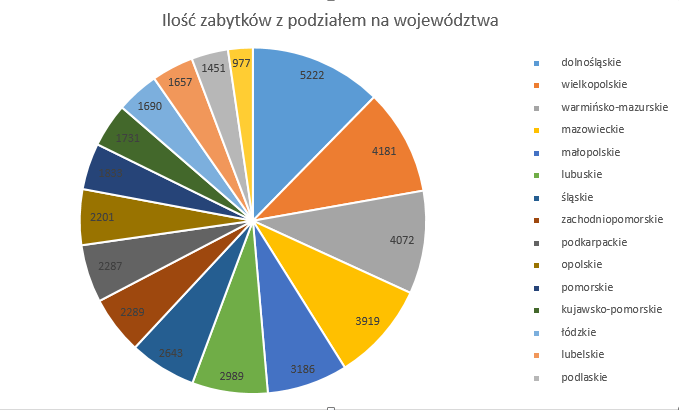 Ilość zabytków z podziałem na województwa
5222
4181
4072
3919
3186
2989
2643
2289
2287
2201
1731
1690
1657
1451
977
dolnośląskie
wielkopolskie
warmińsko-mazurskie
mazowieckie
małopolskie
lubuskie
śląskie
zachodniopomorskie
podkarpackie
opolskie
pomorskie
kujawsko-pomorskie
łódzkie
lubelskie
podlaskie